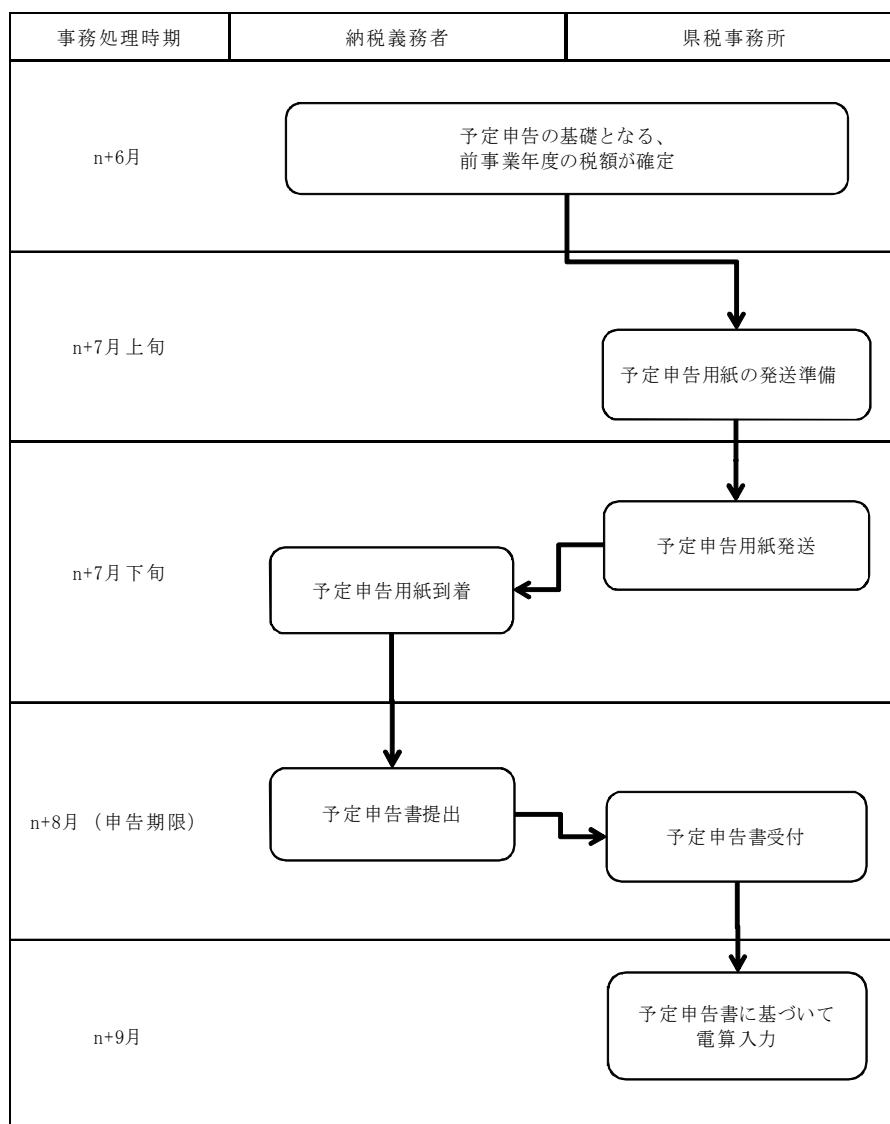 事務処理時期
納税義務者
県税事務所
n+6月
予定申告の基礎となる、
前事業年度の税額が確定
n+7月上旬
予定申告用紙の発送準備
n+7月下旬
予定申告用紙発送
予定申告用紙到着
n+8月（申告期限）
予定申告書提出
予定申告書受付
n+9月
予定申告書に基づいて
電算入力